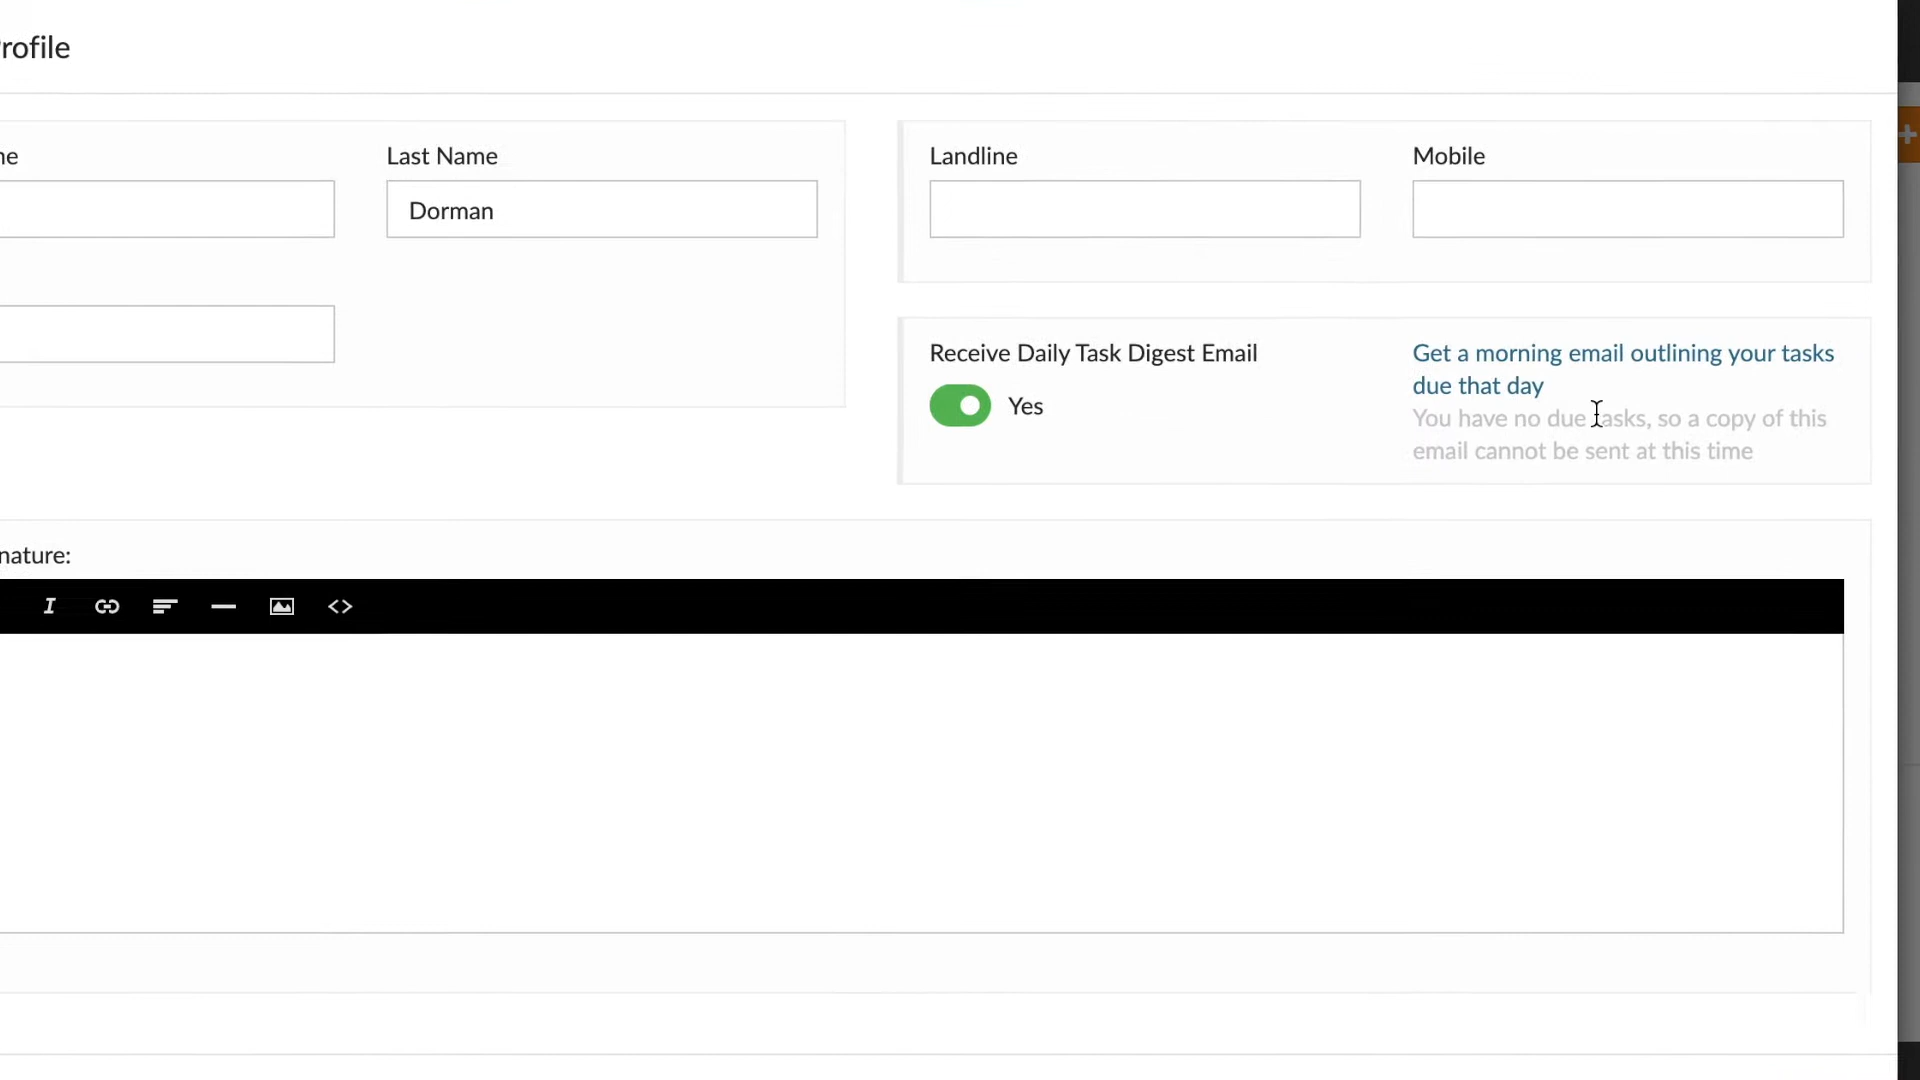 rofile
ne
Last Name
Dorman
Landline
Mobile
Receive Daily Task Digest Email
Yes
Get a morning email outlining your tasks
due that day
You have no due tasks, so a copy of this
email cannot be sent at this time
nature: